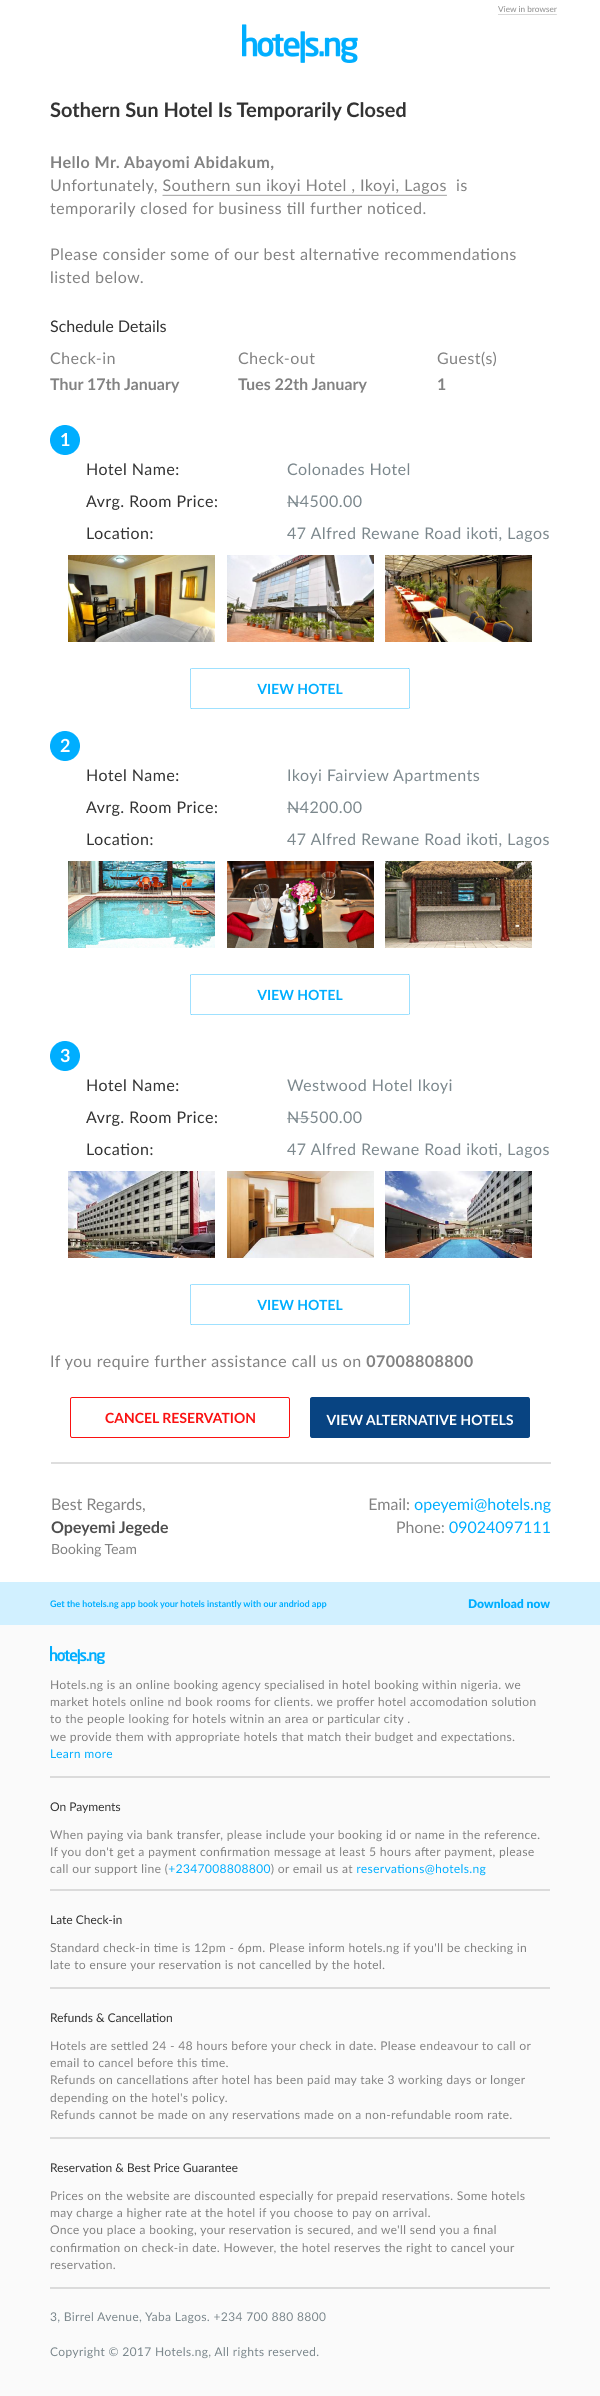 View in browser
hotels.ng
Sothern Sun Hotel Is Temporarily Closed
Hello Mr. Abayomi Abidakum,
Unfortunately, Southern sun ikoyi Hotel , Ikoyi, Lagos is
temporarily closed for business till further noticed.
Please consider some of our best alternative recommendations
listed below.
Schedule Details
Check-in Check-out Guest(s)
Thur 17th January Tues 22th January 1
1
Hotel Name: Colonades Hotel
Avrg. Room Price: N4500.00
Location: 47 Alfred Rewane Road ikoti, Lagos
VIEW HOTEL
2
Hotel Name: Ikoyi Fairview Apartments
Avrg. Room Price: N4200.00
Location: 47 Alfred Rewane Road ikoti, Lagos
VIEW HOTEL
3
Hotel Name: Westwood Hotel Ikoyi
Avrg. Room Price: N5500.00
Location: 47 Alfred Rewane Road ikoti, Lagos
VIEW HOTEL
If you require further assistance call us on 07008808800
CANCEL RESERVATION VIEW ALTERNATIVE HOTELS
Best Regards, Email: opeyemi@hotels.ng
Opeyemi Jegede Phone: 09024097111
Booking Team
Get the hotels.ng app book your hotels instantly with our andriod app Download now
hotels.ng
Hotels.ng is an online booking agency specialised in hotel booking within nigeria. we
market hotels online nd book rooms for clients. we proffer hotel accomodation solution
to the people looking for hotels witnin an area or particular city .
we provide them with appropriate hotels that match their budget and expectations.
Learn more
On Payments
When paying via bank transfer, please include your booking id or name in the reference.
If you don't get a payment confirmation message at least 5 hours after payment, please
call our support line (+2347008808800) or email us at reservations@hotels.ng
Late Check-in
Standard check-in time is 12pm - 6pm. Please inform hotels.ng if you'll be checking in
late to ensure your reservation is not cancelled by the hotel.
Refunds & Cancellation
Hotels are settled 24 - 48 hours before your check in date. Please endeavour to call or
email to cancel before this time.
Refunds on cancellations after hotel has been paid may take 3 working days or longer
depending on the hotel's policy.
Refunds cannot be made on any reservations made on a non-refundable room rate.
Reservation & Best Price Guarantee
Prices on the website are discounted especially for prepaid reservations. Some hotels
may charge a higher rate at the hotel if you choose to pay on arrival.
Once you place a booking, your reservation is secured, and we'll send you a final
confirmation on check-in date. However, the hotel reserves the right to cancel your
reservation.
3, Birrel Avenue, Yaba Lagos. +234 700 880 8800
Copyright © 2017 Hotels.ng, All rights reserved.